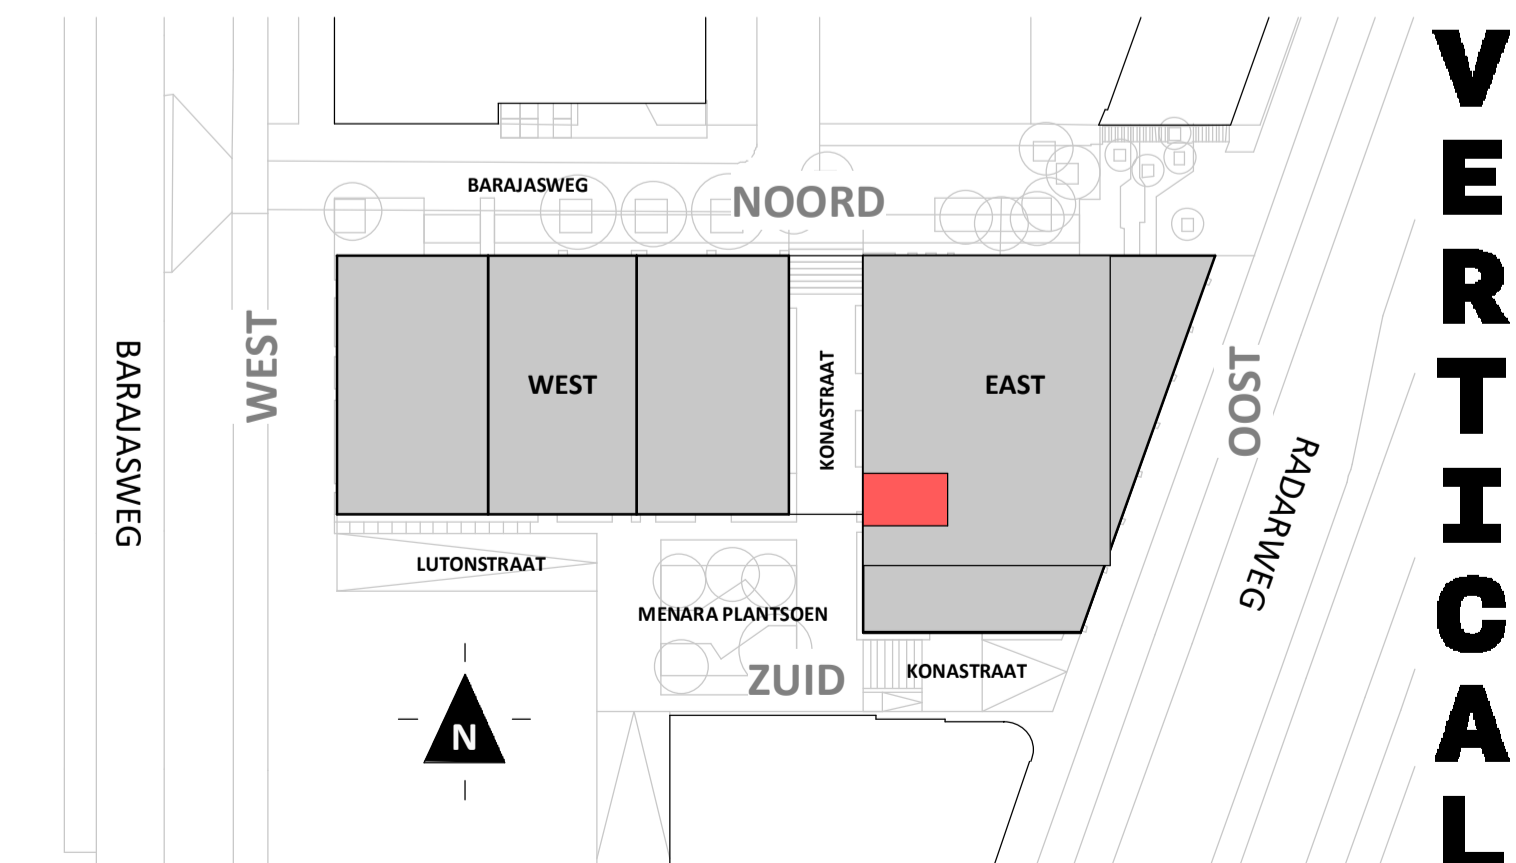 BARAJASWEG
NOORD
WEST
BARAJASWEG
WEST
KONASTRAAT
EAST
OOST
RADARWEG
LUTONSTRAAT
MENARA PLANTSOEN
ZUID
KONASTRAAT
N
VERTICAL